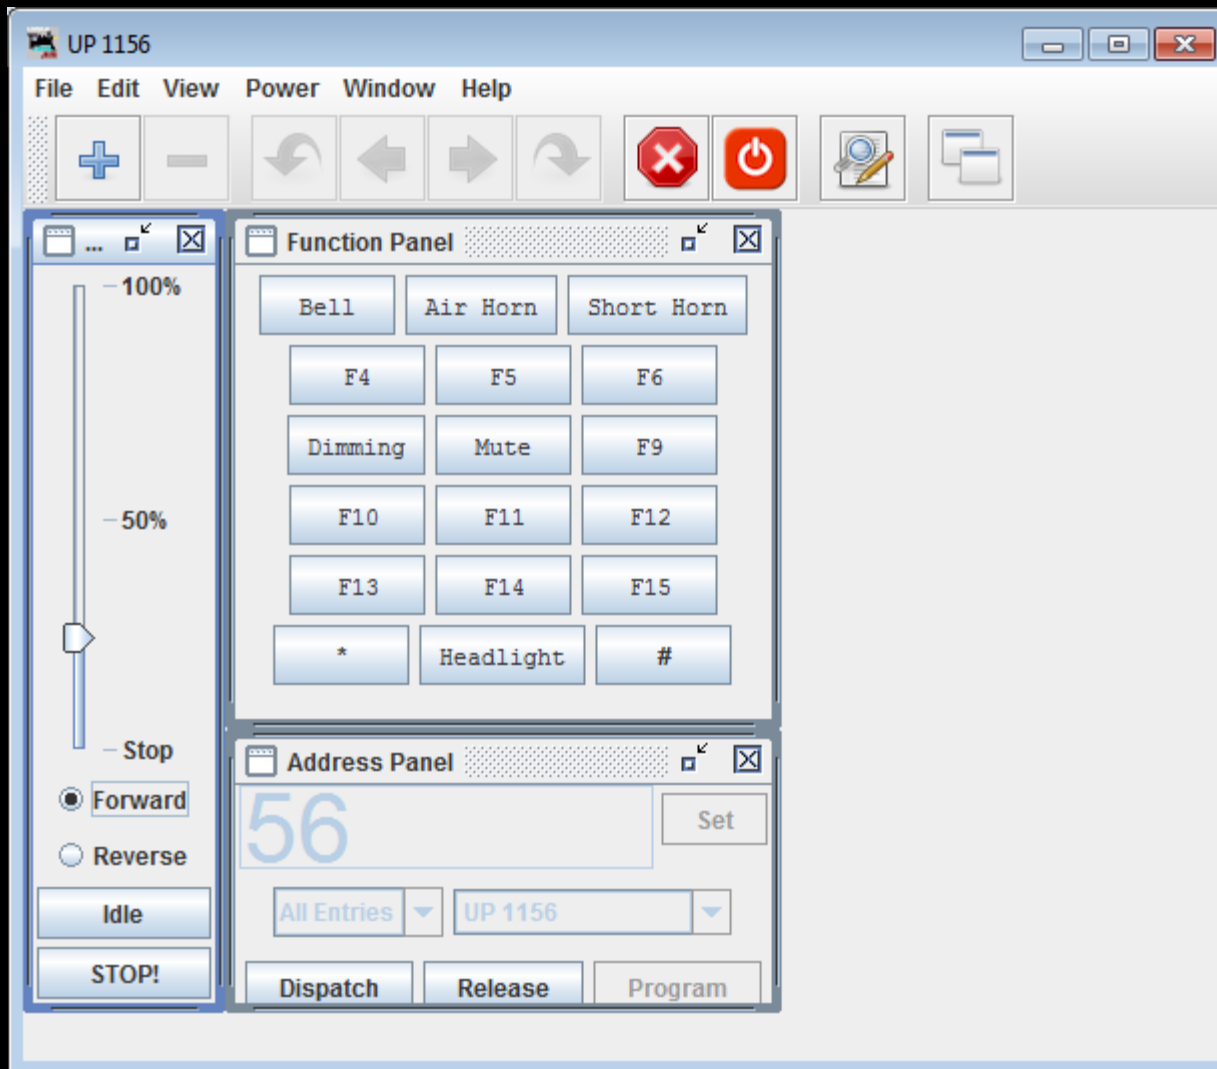 UP 1156
File Edit View Power Window Help
...
100%
50%
Stop
Forward
Reverse
Idle
STOP!
Function Panel
Bell Air Horn Short Horn
F4 F5 F6
Dimming Mute F9
F10 F11 F12
F13 F14 F15
* Headlight #
Address Panel
56 Set
All Entries UP 1156
Dispatch Release Program